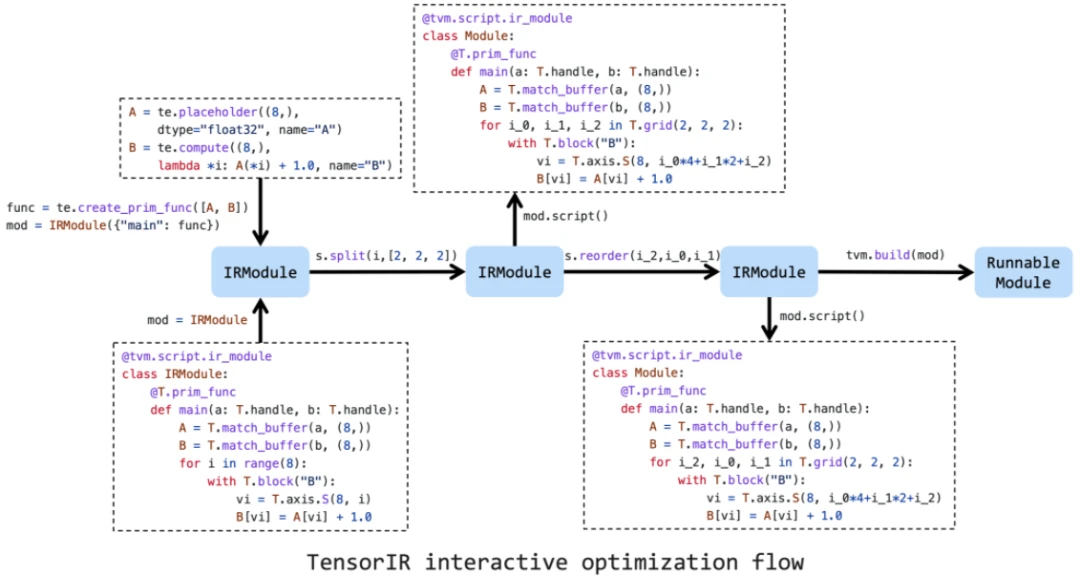 @tvm.script.ir_module
class Module:
    @T.prim_func
    def main(a: T.handle, b: T.handle):
        A = T.match_buffer(a, (8,))
        B = T.match_buffer(b, (8,))
        for i_0, i_1, i_2 in T.grid(2, 2, 2):
            with T.block("B"):
                vi = T.axis.S(8, i_0*4+i_1*2+i_2)
                B[vi] = A[vi] + 1.0
A = te.placeholder((8,),
    dtype="float32", name="A")
B = te.compute((8,),
    lambda *i: A(*i) + 1.0, name="B")
func = te.create_prim_func([A, B])
mod = IRModule({"main": func})
mod.script()
IRModule
s.split(i,[2, 2, 2])
IRModule
s.reorder(i_2,i_0,i_1)
IRModule
tvm.build(mod)
Runnable
Module
mod = IRModule
mod.script()
@tvm.script.ir_module
class IRModule:
    @T.prim_func
    def main(a: T.handle, b: T.handle):
        A = T.match_buffer(a, (8,))
        B = T.match_buffer(b, (8,))
        for i in range(8):
            with T.block("B"):
                vi = T.axis.S(8, i)
                B[vi] = A[vi] + 1.0
@tvm.script.ir_module
class Module:
    @T.prim_func
    def main(a: T.handle, b: T.handle):
        A = T.match_buffer(a, (8,))
        B = T.match_buffer(b, (8,))
        for i_2, i_0, i_1 in T.grid(2, 2, 2):
            with T.block("B"):
                vi = T.axis.S(8, i_0*4+i_1*2+i_2)
                B[vi] = A[vi] + 1.0
TensorIR interactive optimization flow